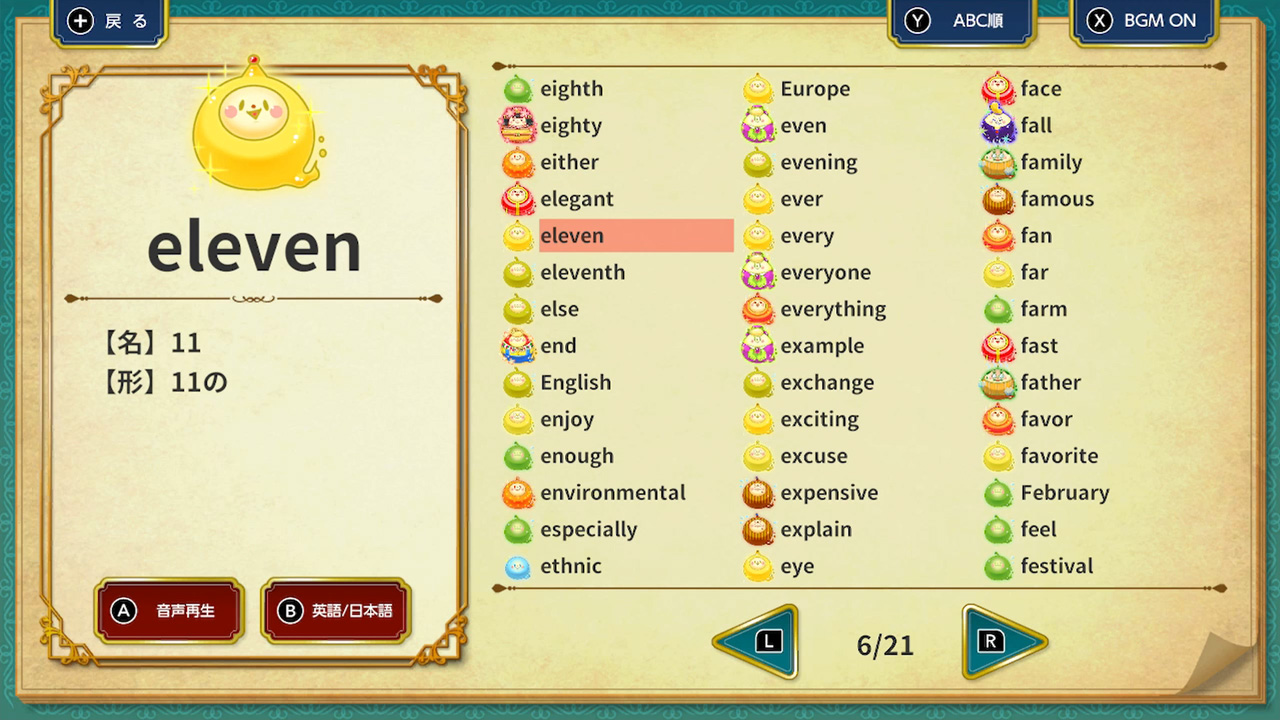 + 戻る
Y ABC順
X BGM ON
eleven
【名】11
【形】11の
A 音声再生
B 英語/日本語
eighth
eighty
either
elegant
eleven
eleventh
else
end
English
enjoy
enough
environmental
especially
ethnic
Europe
even
evening
ever
every
everyone
everything
example
exchange
exciting
excuse
expensive
explain
eye
face
fall
family
famous
fan
far
farm
fast
father
favor
favorite
February
feel
festival
L
6/21
R